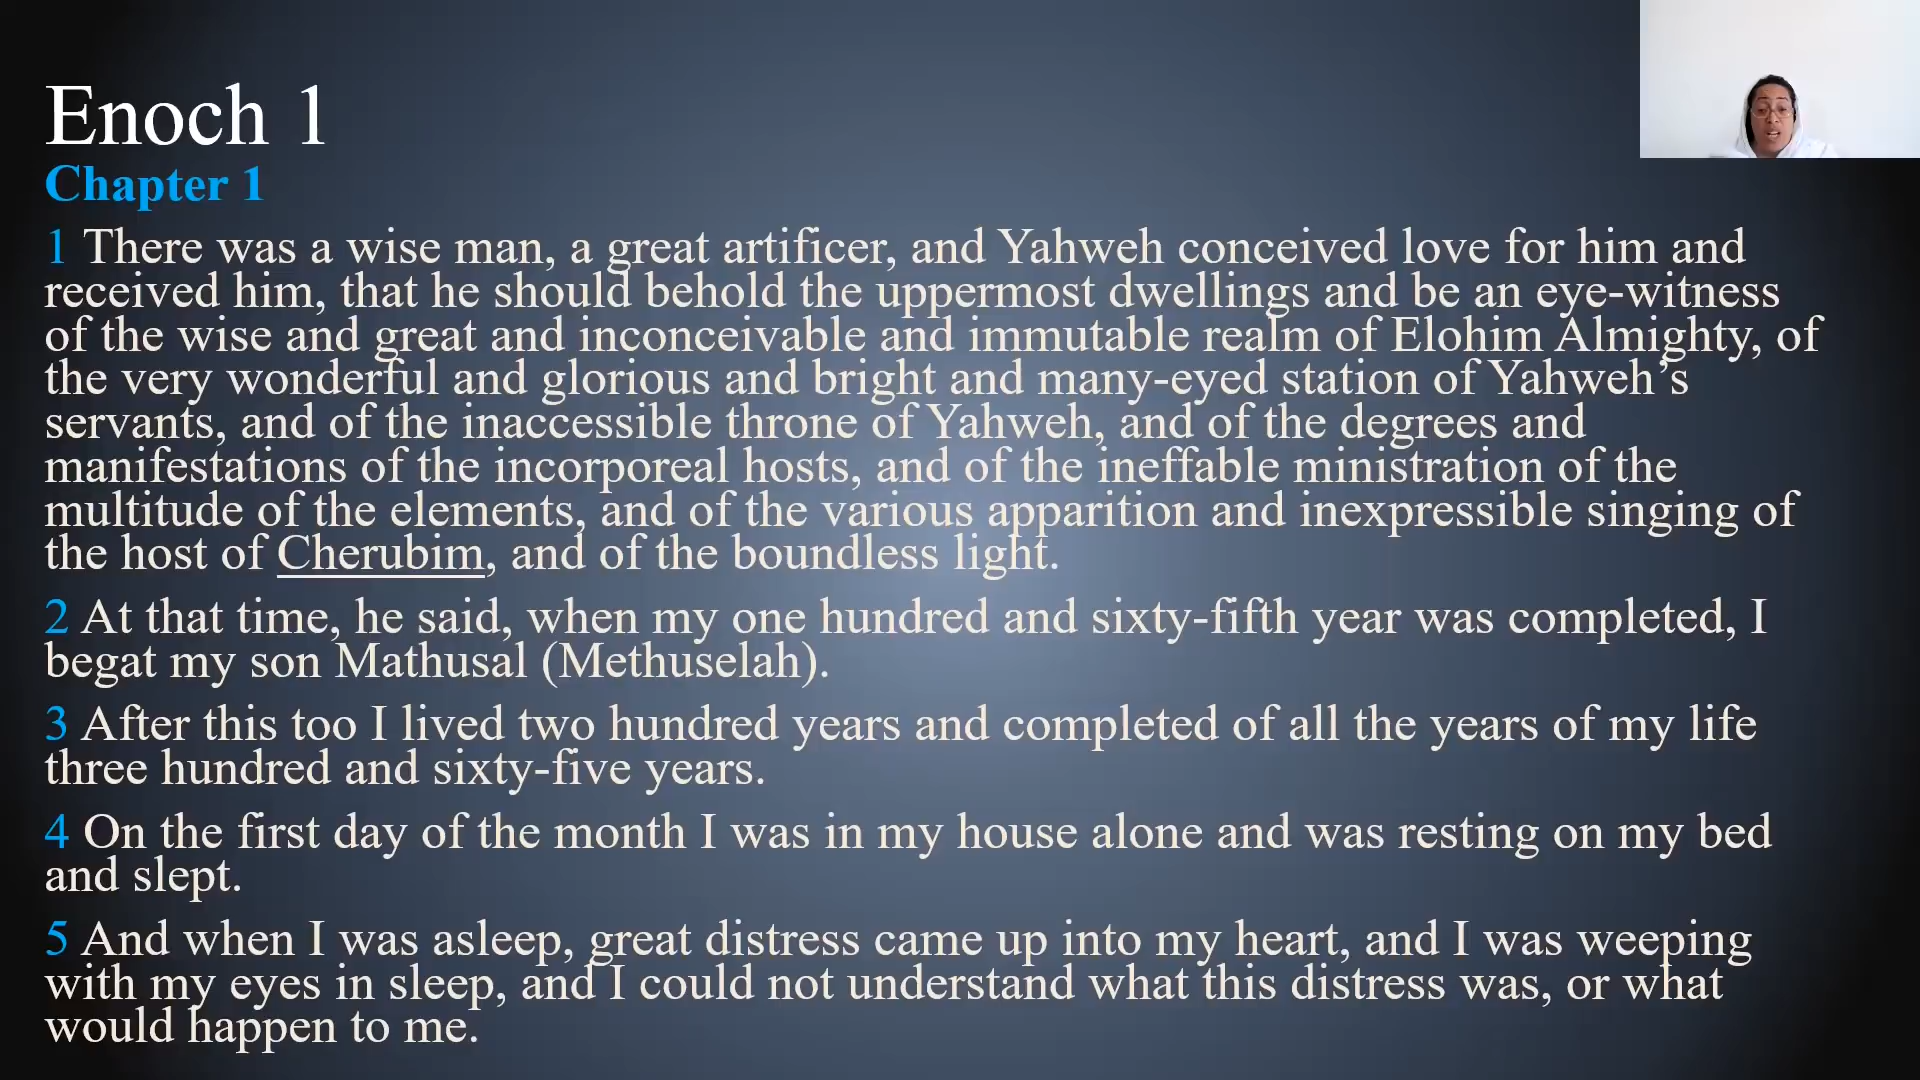 Enoch 1
Chapter 1
1 There was a wise man, a great artificer, and Yahweh conceived love for him and
received him, that he should behold the uppermost dwellings and be an eye-witness
of the wise and great and inconceivable and immutable realm of Elohim Almighty, of
the very wonderful and glorious and bright and many-eyed station of Yahweh’s
servants, and of the inaccessible throne of Yahweh, and of the degrees and
manifestations of the incorporeal hosts, and of the ineffable ministration of the
multitude of the elements, and of the various apparition and inexpressible singing of
the host of Cherubim, and of the boundless light.
2 At that time, he said, when my one hundred and sixty-fifth year was completed, I
begat my son Mathusal (Methuselah).
3 After this too I lived two hundred years and completed of all the years of my life
three hundred and sixty-five years.
4 On the first day of the month I was in my house alone and was resting on my bed
and slept.
5 And when I was asleep, great distress came up into my heart, and I was weeping
with my eyes in sleep, and I could not understand what this distress was, or what
would happen to me.